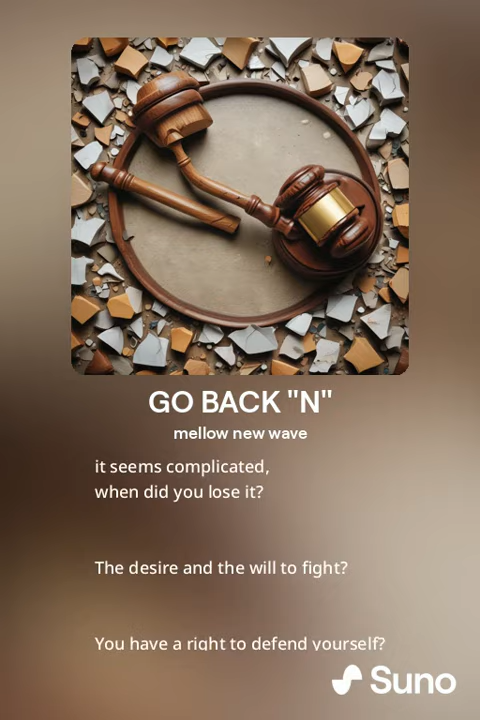 GO BACK "N"
mellow new wave
it seems complicated,
when did you lose it?
The desire and the will to fight?
You have a right to defend yourself?
Suno